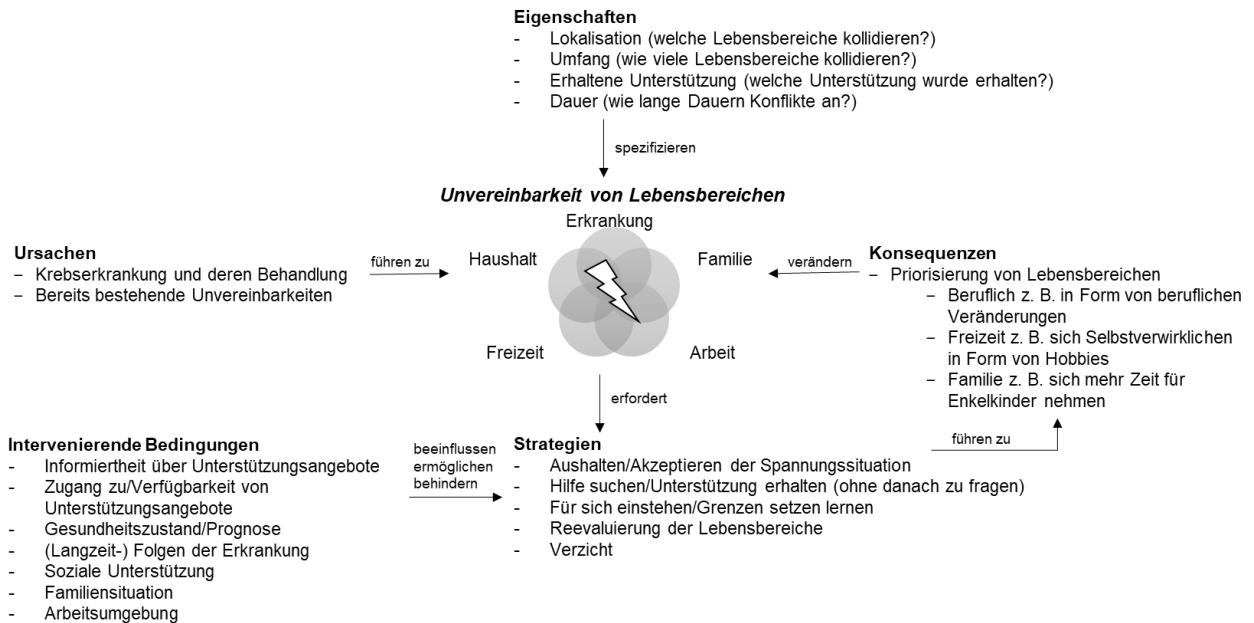 Eigenschaften
- Lokalisation (welche Lebensbereiche kollidieren?)
- Umfang (wie viele Lebensbereiche kollidieren?)
- Erhaltene Unterstützung (welche Unterstützung wurde erhalten?)
- Dauer (wie lange Dauern Konflikte an?)
spezifizieren
Unvereinbarkeit von Lebensbereichen
Erkrankung
Haushalt
Familie
Freizeit
Arbeit
Ursachen
– Krebserkrankung und deren Behandlung
– Bereits bestehende Unvereinbarkeiten
führen zu
verändern
Konsequenzen
– Priorisierung von Lebensbereichen
– Beruflich z. B. in Form von beruflichen
Veränderungen
– Freizeit z. B. sich Selbstverwirklichen
in Form von Hobbies
– Familie z. B. sich mehr Zeit für
Enkelkinder nehmen
erfordert
Intervenierende Bedingungen
- Informiertheit über Unterstützungsangebote
- Zugang zu/Verfügbarkeit von
Unterstützungsangebote
- Gesundheitszustand/Prognose
- (Langzeit-) Folgen der Erkrankung
- Soziale Unterstützung
- Familiensituation
- Arbeitsumgebung
beeinflussen
ermöglichen
behindern
Strategien
- Aushalten/Akzeptieren der Spannungssituation
- Hilfe suchen/Unterstützung erhalten (ohne danach zu fragen)
- Für sich einstehen/Grenzen setzen lernen
- Reevaluierung der Lebensbereiche
- Verzicht
führen zu